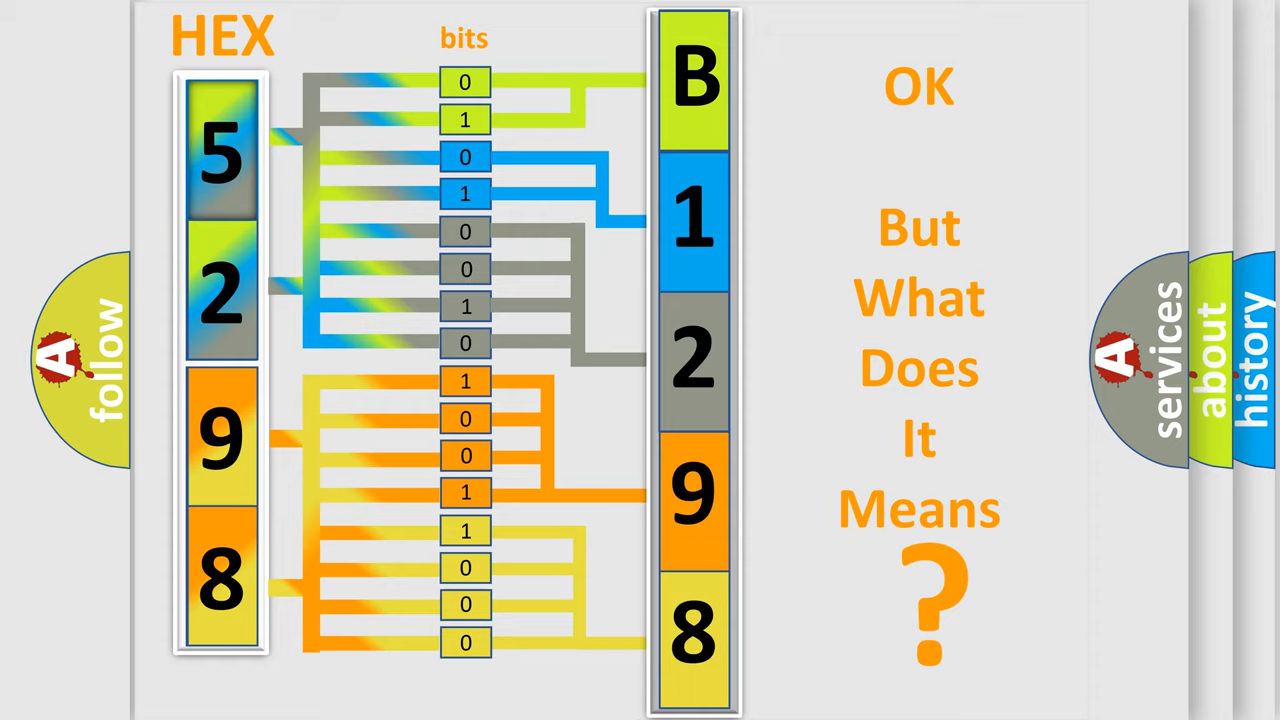 HEX
bits
5
2
9
8
0
1
0
1
0
0
1
0
1
0
0
1
1
0
0
0
B
1
2
9
8
OK
But
What
Does
It
Means
?
A
follow
A
services
about
history